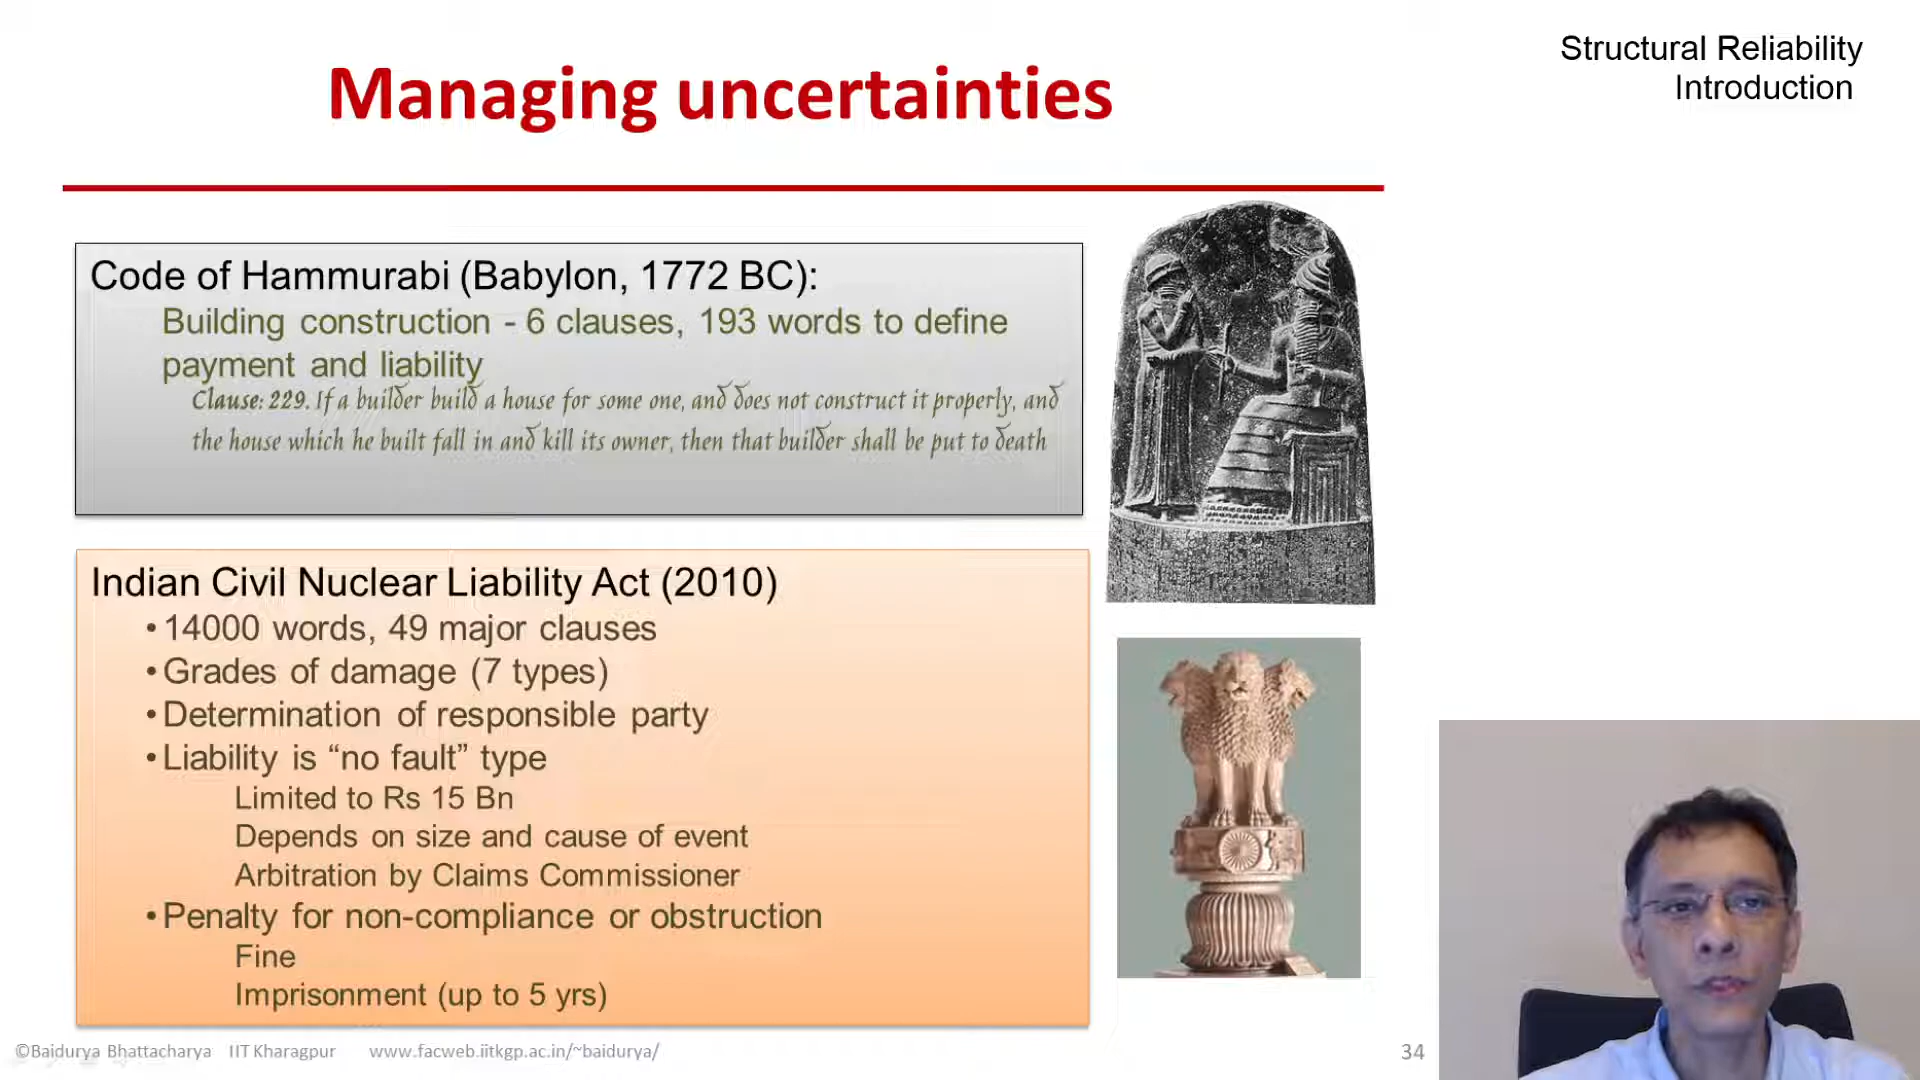 Structural Reliability
Introduction
Managing uncertainties
Code of Hammurabi (Babylon, 1772 BC):
Building construction - 6 clauses, 193 words to define
payment and liability
Clause: 229. If a builder build a house for some one, and does not construct it properly, and
the house which he built fall in and kill its owner, then that builder shall be put to death
Indian Civil Nuclear Liability Act (2010)
•14000 words, 49 major clauses
•Grades of damage (7 types)
•Determination of responsible party
•Liability is “no fault” type
Limited to Rs 15 Bn
Depends on size and cause of event
Arbitration by Claims Commissioner
•Penalty for non-compliance or obstruction
Fine
Imprisonment (up to 5 yrs)
©Baidurya Bhattacharya IIT Kharagpur www.facweb.iitkgp.ac.in/~baidurya/
34